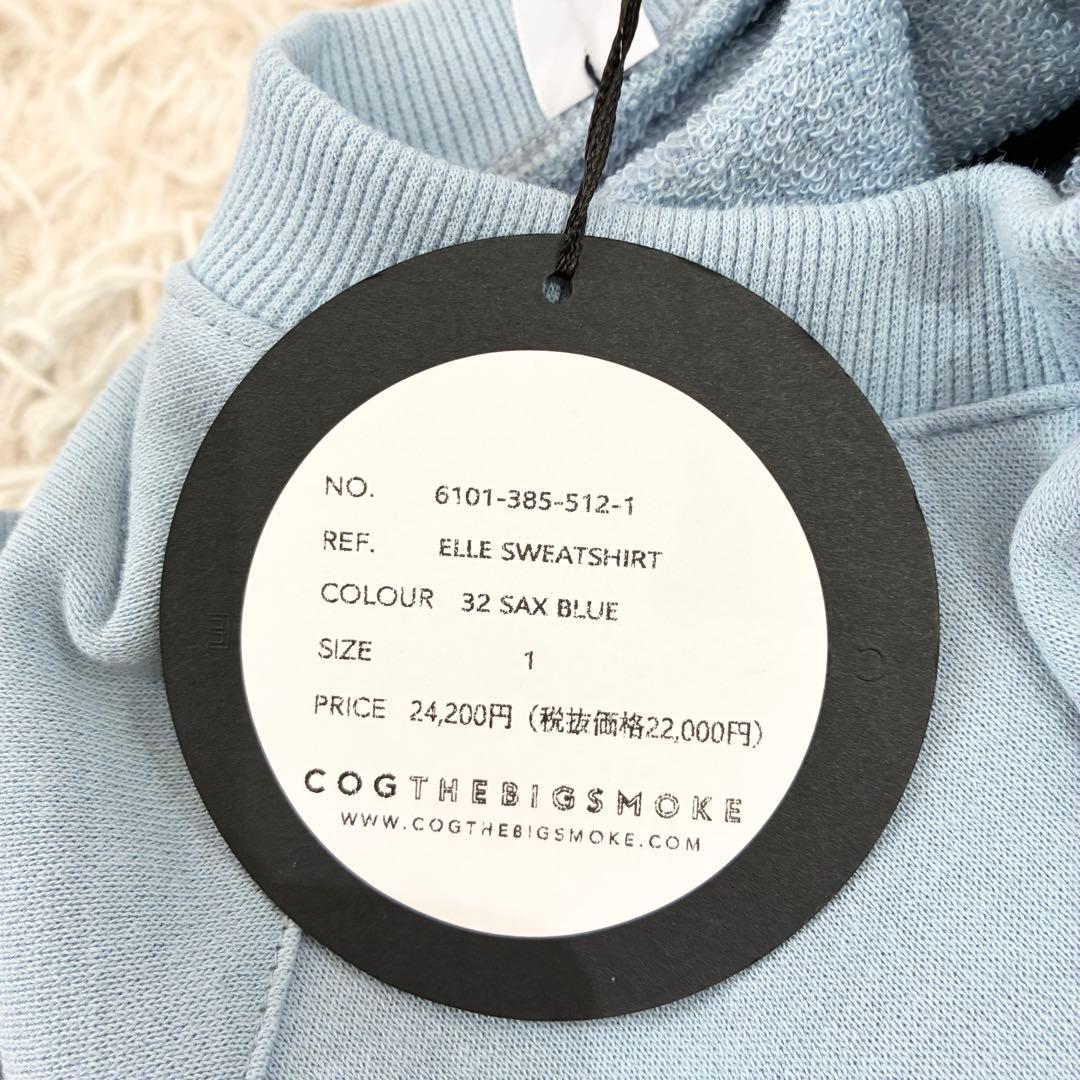 NO. 6101-385-512-1
REF. ELLE SWEATSHIRT
COLOUR 32 SAX BLUE
SIZE 1
PRICE 24,200円（税抜価格22,000円）
COGTHEBIGSMOKE
WWW.COGTHEBIGSMOKE.COM